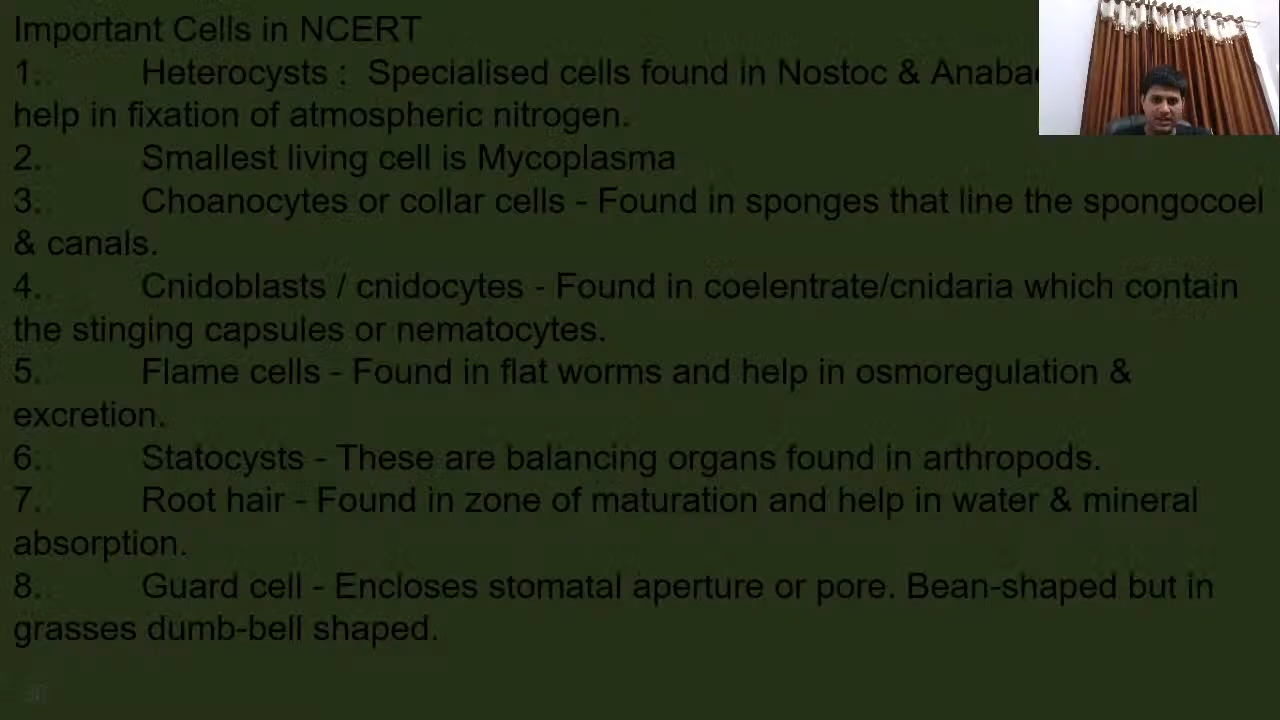 Important Cells in NCERT
1. Heterocysts : Specialised cells found in Nostoc &
help in fixation of atmospheric nitrogen.
2. Smallest living cell is Mycoplasma
3. Choanocytes or collar cells - Found in sponges that line the spongocoel
& canals.
4. Cnidoblasts / cnidocytes - Found in coelentrate/cnidaria which contain
the stinging capsules or nematocytes.
5. Flame cells - Found in flat worms and help in osmoregulation &
excretion.
6. Statocysts - These are balancing organs found in arthropods.
7. Root hair - Found in zone of maturation and help in water & mineral
absorption.
8. Guard cell - Encloses stomatal aperture or pore. Bean-shaped but in
grasses dumb-bell shaped.